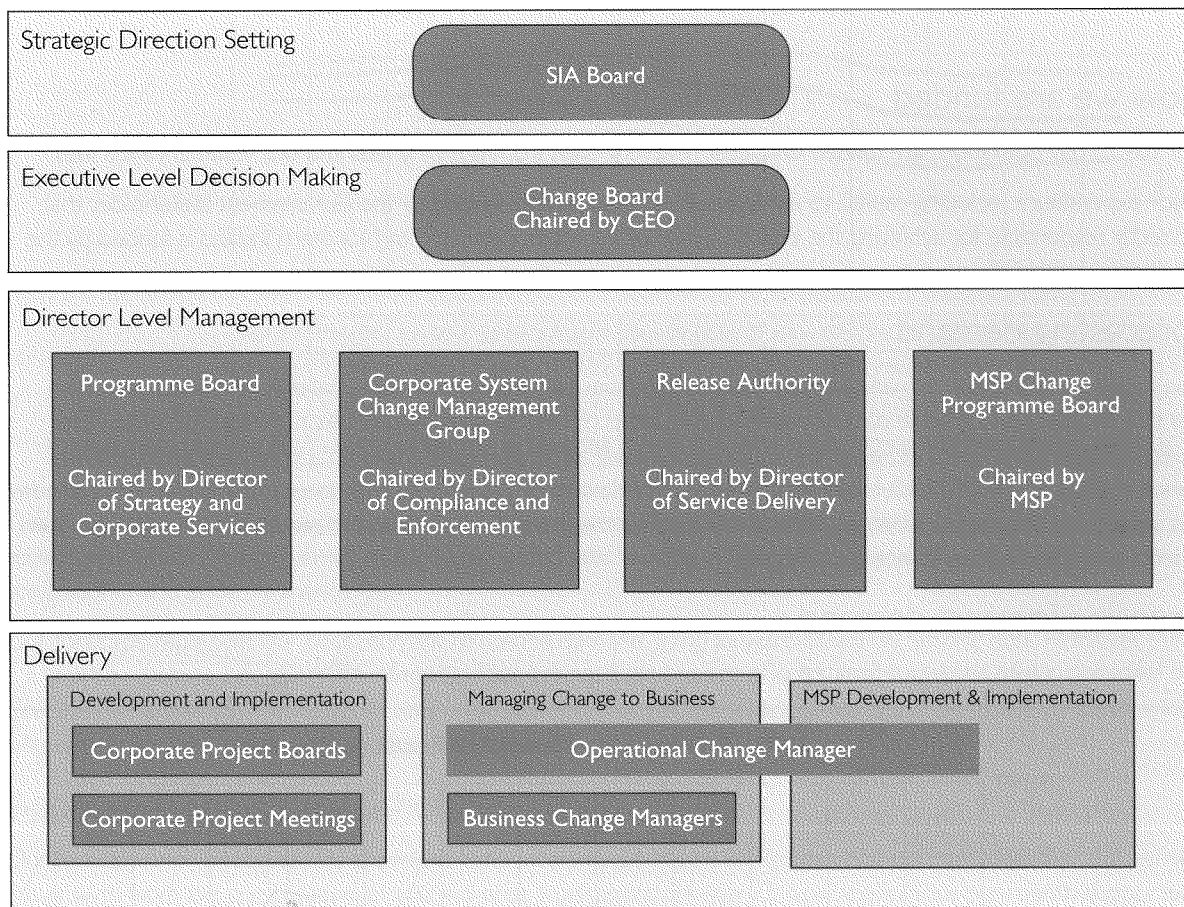 Strategic Direction Setting
SIA Board
Executive Level Decision Making
Change Board
Chaired by CEO
Director Level Management
Programme Board
Chaired by Director
of Strategy and
Corporate Services
Corporate System
Change Management
Group
Chaired by Director
of Compliance and
Enforcement
Release Authority
Chaired by Director
of Service Delivery
MSP Change
Programme Board
Chaired by
MSP
Delivery
Development and Implementation
Corporate Project Boards
Corporate Project Meetings
Managing Change to Business
Operational Change Manager
Business Change Managers
MSP Development & Implementation